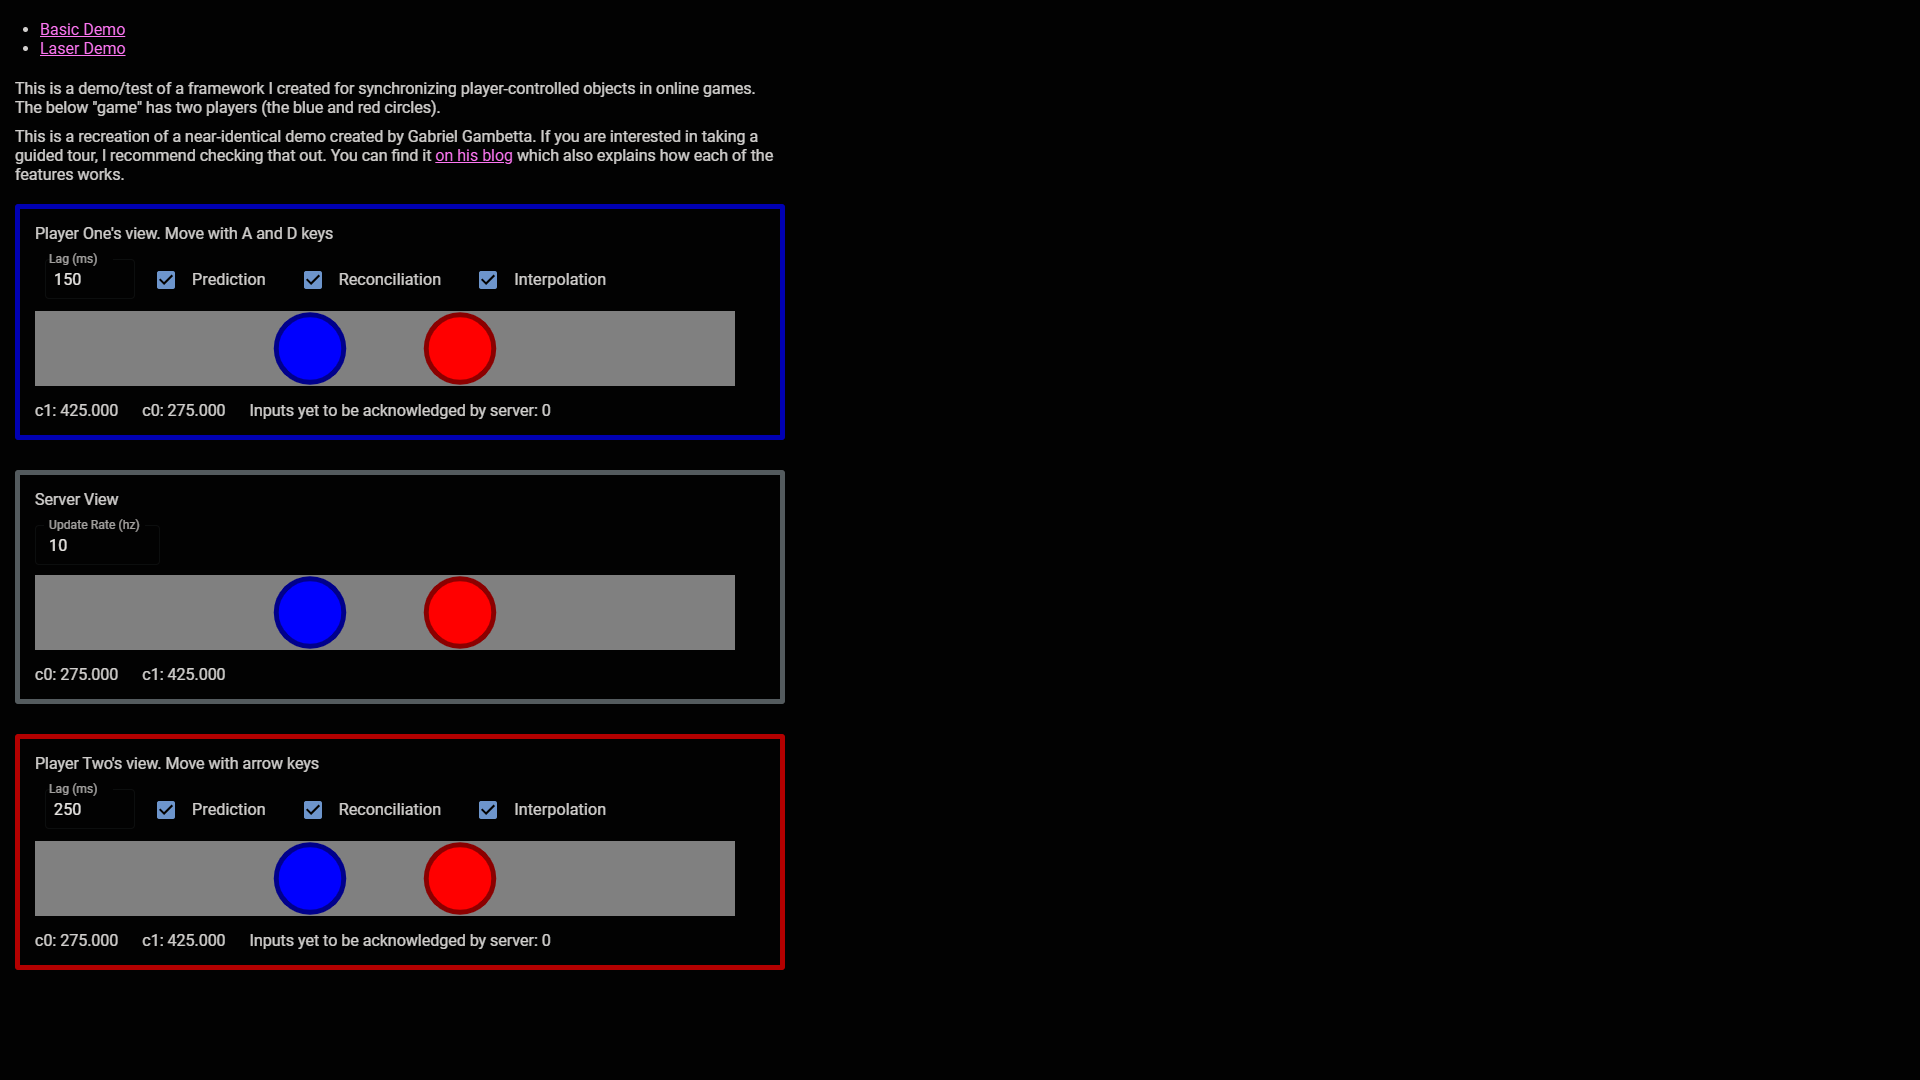 Basic Demo
Laser Demo
This is a demo/test of a framework I created for synchronizing player-controlled objects in online games.
The below "game" has two players (the blue and red circles).
This is a recreation of a near-identical demo created by Gabriel Gambetta. If you are interested in taking a
guided tour, I recommend checking that out. You can find it on his blog which also explains how each of the
features works.
Player One's view. Move with A and D keys
Lag (ms)
150 Prediction Reconciliation Interpolation
c1: 425.000 c0: 275.000 Inputs yet to be acknowledged by server: 0
Server View
Update Rate (hz)
10
c0: 275.000 c1: 425.000
Player Two's view. Move with arrow keys
Lag (ms)
250 Prediction Reconciliation Interpolation
c0: 275.000 c1: 425.000 Inputs yet to be acknowledged by server: 0